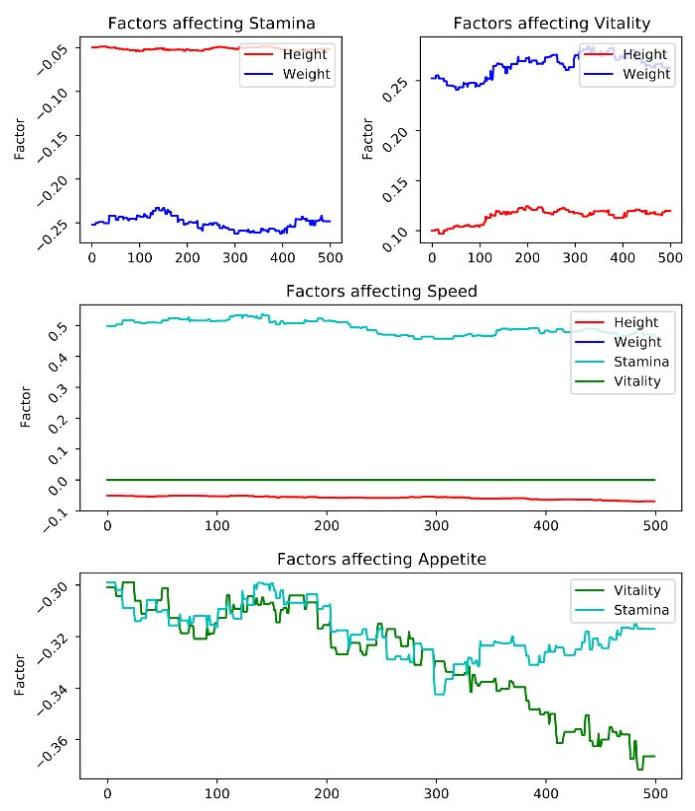 Factors affecting Stamina
Factor
−0.05
−0.10
−0.15
−0.20
−0.25
0 100 200 300 400 500
Height
Weight
Factors affecting Vitality
Factor
0.25
0.20
0.15
0.10
0 100 200 300 400 500
Height
Weight
Factors affecting Speed
Factor
0.5
0.4
0.3
0.2
0.1
0.0
−0.1
0 100 200 300 400 500
Height
Weight
Stamina
Vitality
Factors affecting Appetite
Factor
−0.30
−0.32
−0.34
−0.36
0 100 200 300 400 500
Vitality
Stamina